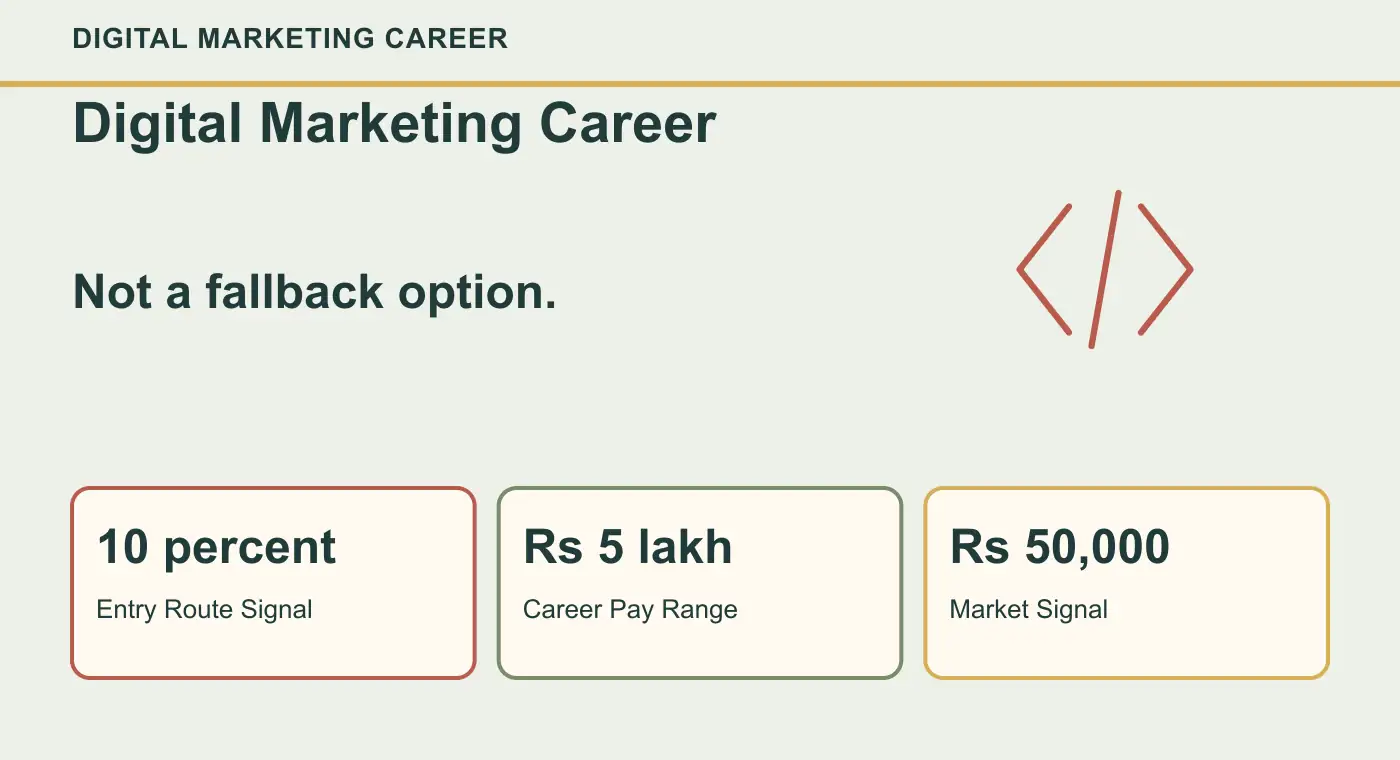 DIGITAL MARKETING CAREER
Digital Marketing Career
Not a fallback option.
10 percent
Entry Route Signal
Rs 5 lakh
Career Pay Range
Rs 50,000
Market Signal